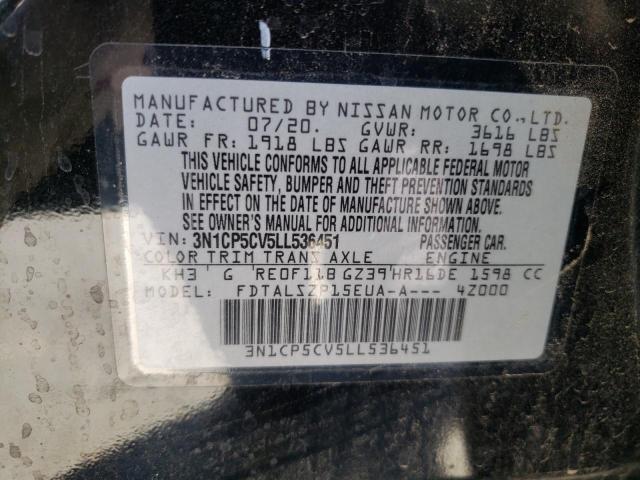 MANUFACTURED BY NISSAN MOTOR CO., LTD.
DATE: 07/20. GVWR: 3616 LBS
GAWR FR: 1918 LBS GAWR RR: 1698 LBS
THIS VEHICLE CONFORMS TO ALL APPLICABLE FEDERAL MOTOR
VEHICLE SAFETY, BUMPER AND THEFT PREVENTION STANDARDS
IN EFFECT ON THE DATE OF MANUFACTURE SHOWN ABOVE.
SEE OWNER'S MANUAL FOR ADDITIONAL INFORMATION.
VIN: 3N1CP5CV5LL536451 PASSENGER CAR.
COLOR TRIM TRANS AXLE ENGINE
KH3 G RE0F11B GZ39 HR16DE 1598 CC
MODEL FDTALSZP15EUA-A--- 4Z000
3N1CP5CV5LL536451